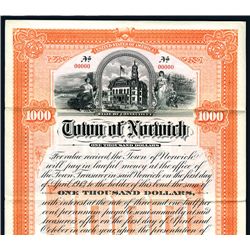 UNITED STATES OF AMERICA
No No
00000 00000
STATE OF CONNECTICUT
1000 1000
Town of Norwich
ONE THOUSAND DOLLARS
For value received the Town of Norwich
will pay in lawful money at the office of
the Town Treasurer in said Norwich on the first day
of April 1913 to the holder of this bond the sum of
ONE THOUSAND DOLLARS,
with interest at the rate of three and one half per
cent per annum payable semi-annually at said
treasurer's office on the first days of April and
October in each year upon the